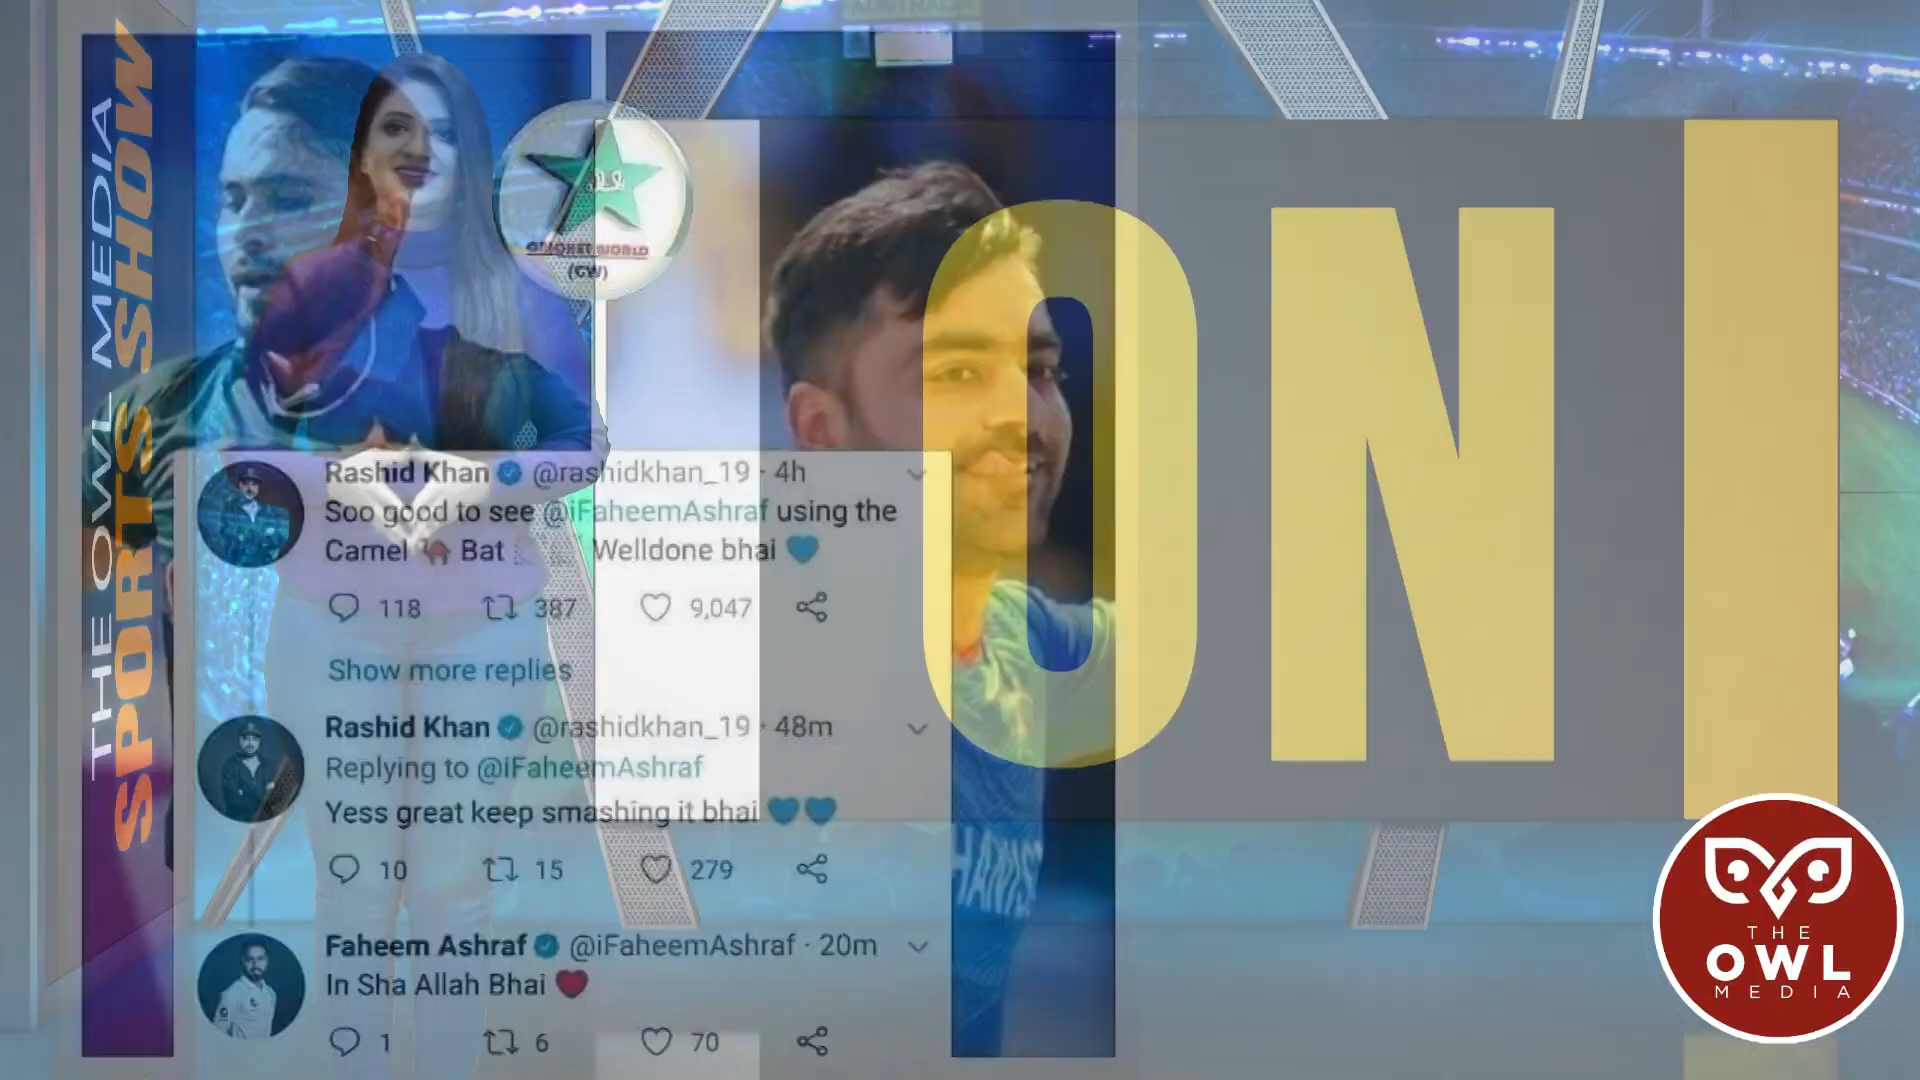 AUSTRALIA
THE OWL MEDIA
SPORTS SHOW
CRICKET WORLD
(CW)
ON
Rashid Khan @rashidkhan_19 · 4h
Soo good to see @iFaheemAshraf using the
Camel 🐪 Bat Welldone bhai 💙
118 387 9,047
Show more replies
Rashid Khan @rashidkhan_19 · 48m
Replying to @iFaheemAshraf
Yess great keep smashing it bhai 💙💙
10 15 279
Faheem Ashraf @iFaheemAshraf · 20m
In Sha Allah Bhai ❤️
1 6 70
THE
OWL
MEDIA